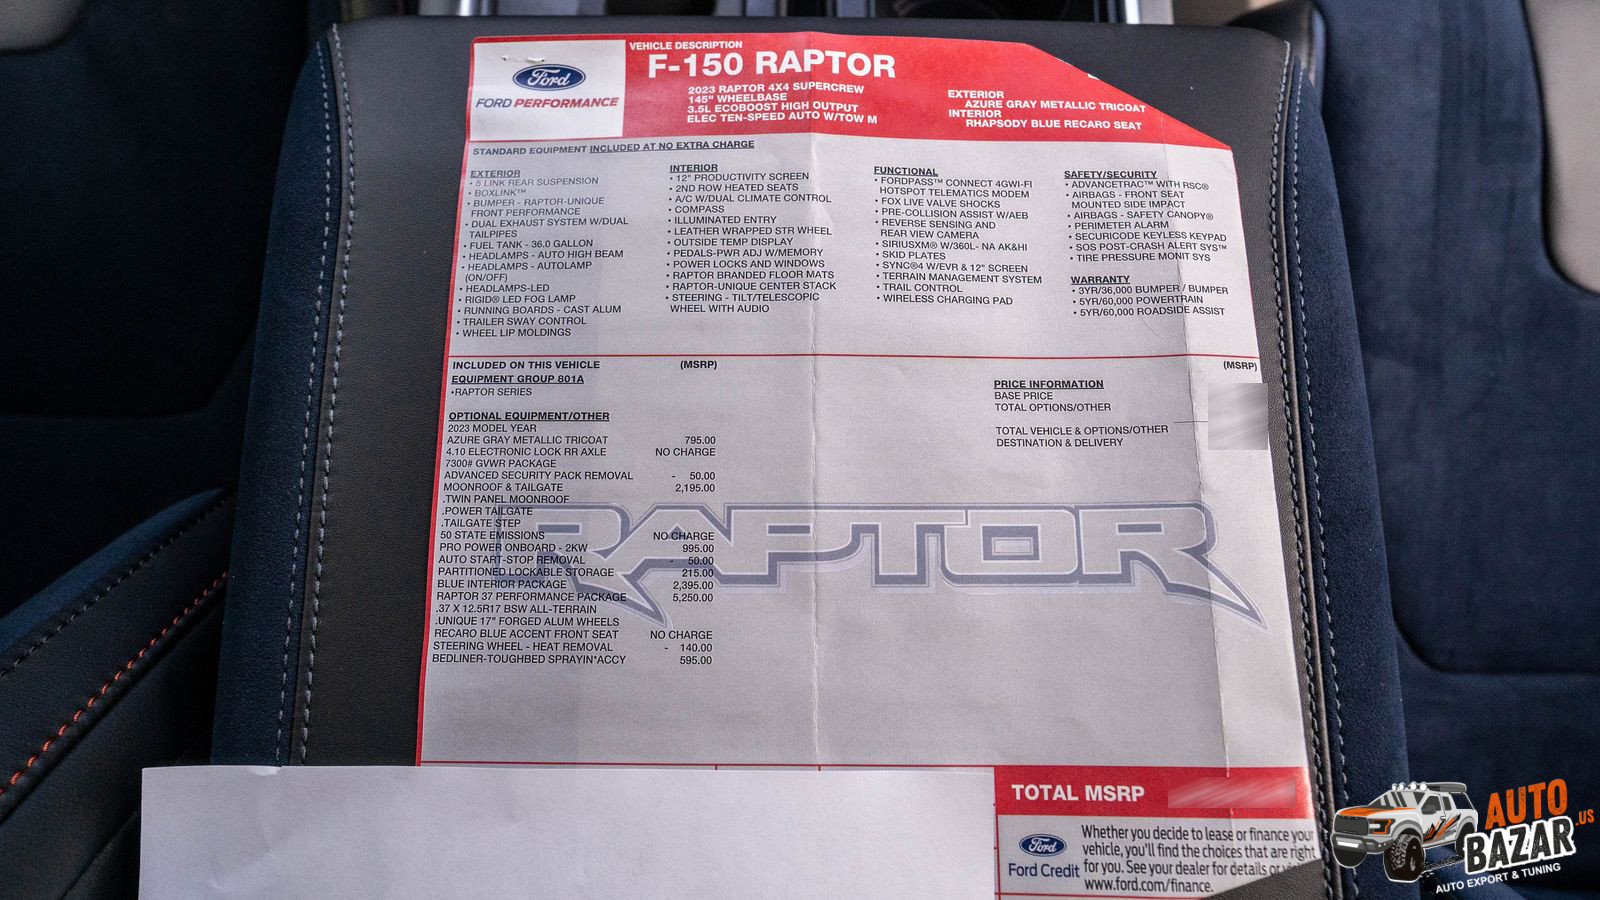 Ford
FORD PERFORMANCE
VEHICLE DESCRIPTION
F-150 RAPTOR
2023 RAPTOR 4X4 SUPERCREW
145" WHEELBASE
3.5L ECOBOOST HIGH OUTPUT
ELEC TEN-SPEED AUTO W/TOW M
EXTERIOR
AZURE GRAY METALLIC TRICOAT
INTERIOR
RHAPSODY BLUE RECARO SEAT
STANDARD EQUIPMENT INCLUDED AT NO EXTRA CHARGE
EXTERIOR
• 5 LINK REAR SUSPENSION
• BOXLINK™
• BUMPER - RAPTOR-UNIQUE
FRONT PERFORMANCE
• DUAL EXHAUST SYSTEM W/DUAL
TAILPIPES
• FUEL TANK - 36.0 GALLON
• HEADLAMPS - AUTO HIGH BEAM
• HEADLAMPS - AUTOLAMP
(ON/OFF)
• HEADLAMPS-LED
• RIGID® LED FOG LAMP
• RUNNING BOARDS - CAST ALUM
• TRAILER SWAY CONTROL
• WHEEL LIP MOLDINGS
INTERIOR
• 12" PRODUCTIVITY SCREEN
• 2ND ROW HEATED SEATS
• A/C W/DUAL CLIMATE CONTROL
• COMPASS
• ILLUMINATED ENTRY
• LEATHER WRAPPED STR WHEEL
• OUTSIDE TEMP DISPLAY
• PEDALS-PWR ADJ W/MEMORY
• POWER LOCKS AND WINDOWS
• RAPTOR BRANDED FLOOR MATS
• RAPTOR-UNIQUE CENTER STACK
• STEERING - TILT/TELESCOPIC
WHEEL WITH AUDIO
FUNCTIONAL
• FORDPASS™ CONNECT 4GWI-FI
HOTSPOT TELEMATICS MODEM
• FOX LIVE VALVE SHOCKS
• PRE-COLLISION ASSIST W/AEB
• REVERSE SENSING AND
REAR VIEW CAMERA
• SIRIUSXM® W/360L- NA AK&HI
• SKID PLATES
• SYNC®4 W/EVR & 12" SCREEN
• TERRAIN MANAGEMENT SYSTEM
• TRAIL CONTROL
• WIRELESS CHARGING PAD
SAFETY/SECURITY
• ADVANCETRAC™ WITH RSC®
• AIRBAGS - FRONT SEAT
MOUNTED SIDE IMPACT
• AIRBAGS - SAFETY CANOPY®
• PERIMETER ALARM
• SECURICODE KEYLESS KEYPAD
• SOS POST-CRASH ALERT SYS™
• TIRE PRESSURE MONIT SYS
WARRANTY
• 3YR/36,000 BUMPER / BUMPER
• 5YR/60,000 POWERTRAIN
• 5YR/60,000 ROADSIDE ASSIST
INCLUDED ON THIS VEHICLE (MSRP)
EQUIPMENT GROUP 801A
•RAPTOR SERIES
OPTIONAL EQUIPMENT/OTHER
2023 MODEL YEAR
AZURE GRAY METALLIC TRICOAT 795.00
4.10 ELECTRONIC LOCK RR AXLE NO CHARGE
7300# GVWR PACKAGE
ADVANCED SECURITY PACK REMOVAL - 50.00
MOONROOF & TAILGATE 2,195.00
.TWIN PANEL MOONROOF
.POWER TAILGATE
.TAILGATE STEP
50 STATE EMISSIONS NO CHARGE
PRO POWER ONBOARD - 2KW 995.00
AUTO START-STOP REMOVAL - 50.00
PARTITIONED LOCKABLE STORAGE 215.00
BLUE INTERIOR PACKAGE 2,395.00
RAPTOR 37 PERFORMANCE PACKAGE 5,250.00
.37 X 12.5R17 BSW ALL-TERRAIN
.UNIQUE 17" FORGED ALUM WHEELS
RECARO BLUE ACCENT FRONT SEAT NO CHARGE
STEERING WHEEL - HEAT REMOVAL - 140.00
BEDLINER-TOUGHBED SPRAYIN*ACCY 595.00
(MSRP)
PRICE INFORMATION
BASE PRICE
TOTAL OPTIONS/OTHER
TOTAL VEHICLE & OPTIONS/OTHER
DESTINATION & DELIVERY
RAPTOR
TOTAL MSRP
Ford
Ford Credit
Whether you decide to lease or finance your
vehicle, you'll find the choices that are right
for you. See your dealer for details or
www.ford.com/finance.
AUTO
BAZAR.US
AUTO EXPORT & TUNING